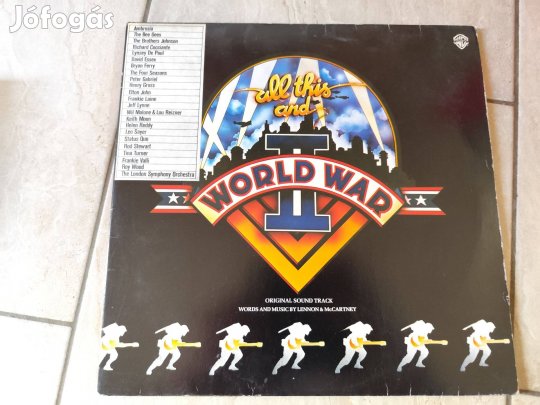 Jófogás
Ambrosia
The Bee Gees
The Brothers Johnson
Richard Cocciante
Lynsey De Paul
David Essex
Bryan Ferry
The Four Seasons
Peter Gabriel
Henry Gross
Elton John
Frankie Laine
Jeff Lynne
Wil Malone & Lou Reizner
Keith Moon
Helen Reddy
Leo Sayer
Status Quo
Rod Stewart
Tina Turner
Frankie Valli
Roy Wood
The London Symphony Orchestra
all this
and
WORLD WAR
II
ORIGINAL SOUND TRACK
WORDS AND MUSIC BY LENNON & McCARTNEY
Jófogás